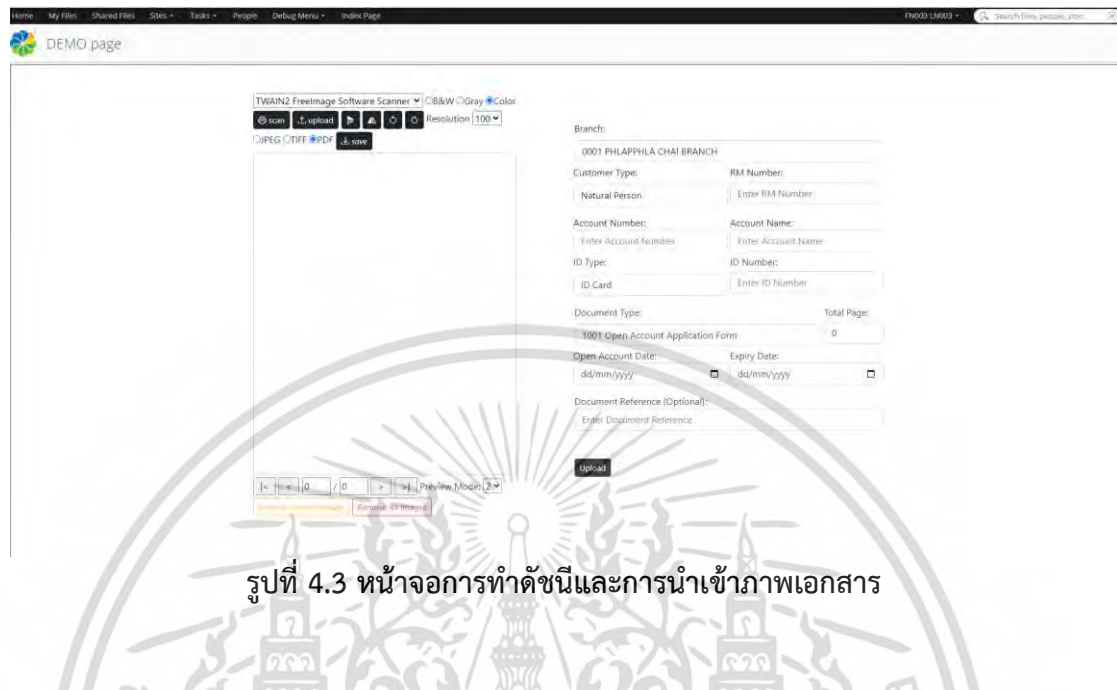 Home My Files Shared Files Sites Tasks People Debug Menu Index Page FN003 LN003 Search files, people, sites
DEMO page
TWAIN2 FreeImage Software Scanner B&W Gray Color
scan upload Resolution 100
JPEG TIFF PDF save
Branch:
0001 PHLAPPHLA CHAI BRANCH
Customer Type: RM Number:
Natural Person Enter RM Number
Account Number: Account Name:
Enter Account Number Enter Account Name
ID Type: ID Number:
ID Card Enter ID Number
Document Type: Total Page:
1001 Open Account Application Form 0
Open Account Date: Expiry Date:
dd/mm/yyyy dd/mm/yyyy
Document Reference (Optional):
Enter Document Reference
Upload
|< < 0 / 0 > >| Preview Mode: 2
Remove All Images
รูปที่ 4.3 หน้าจอการทำดัชนีและการนำเข้าภาพเอกสาร